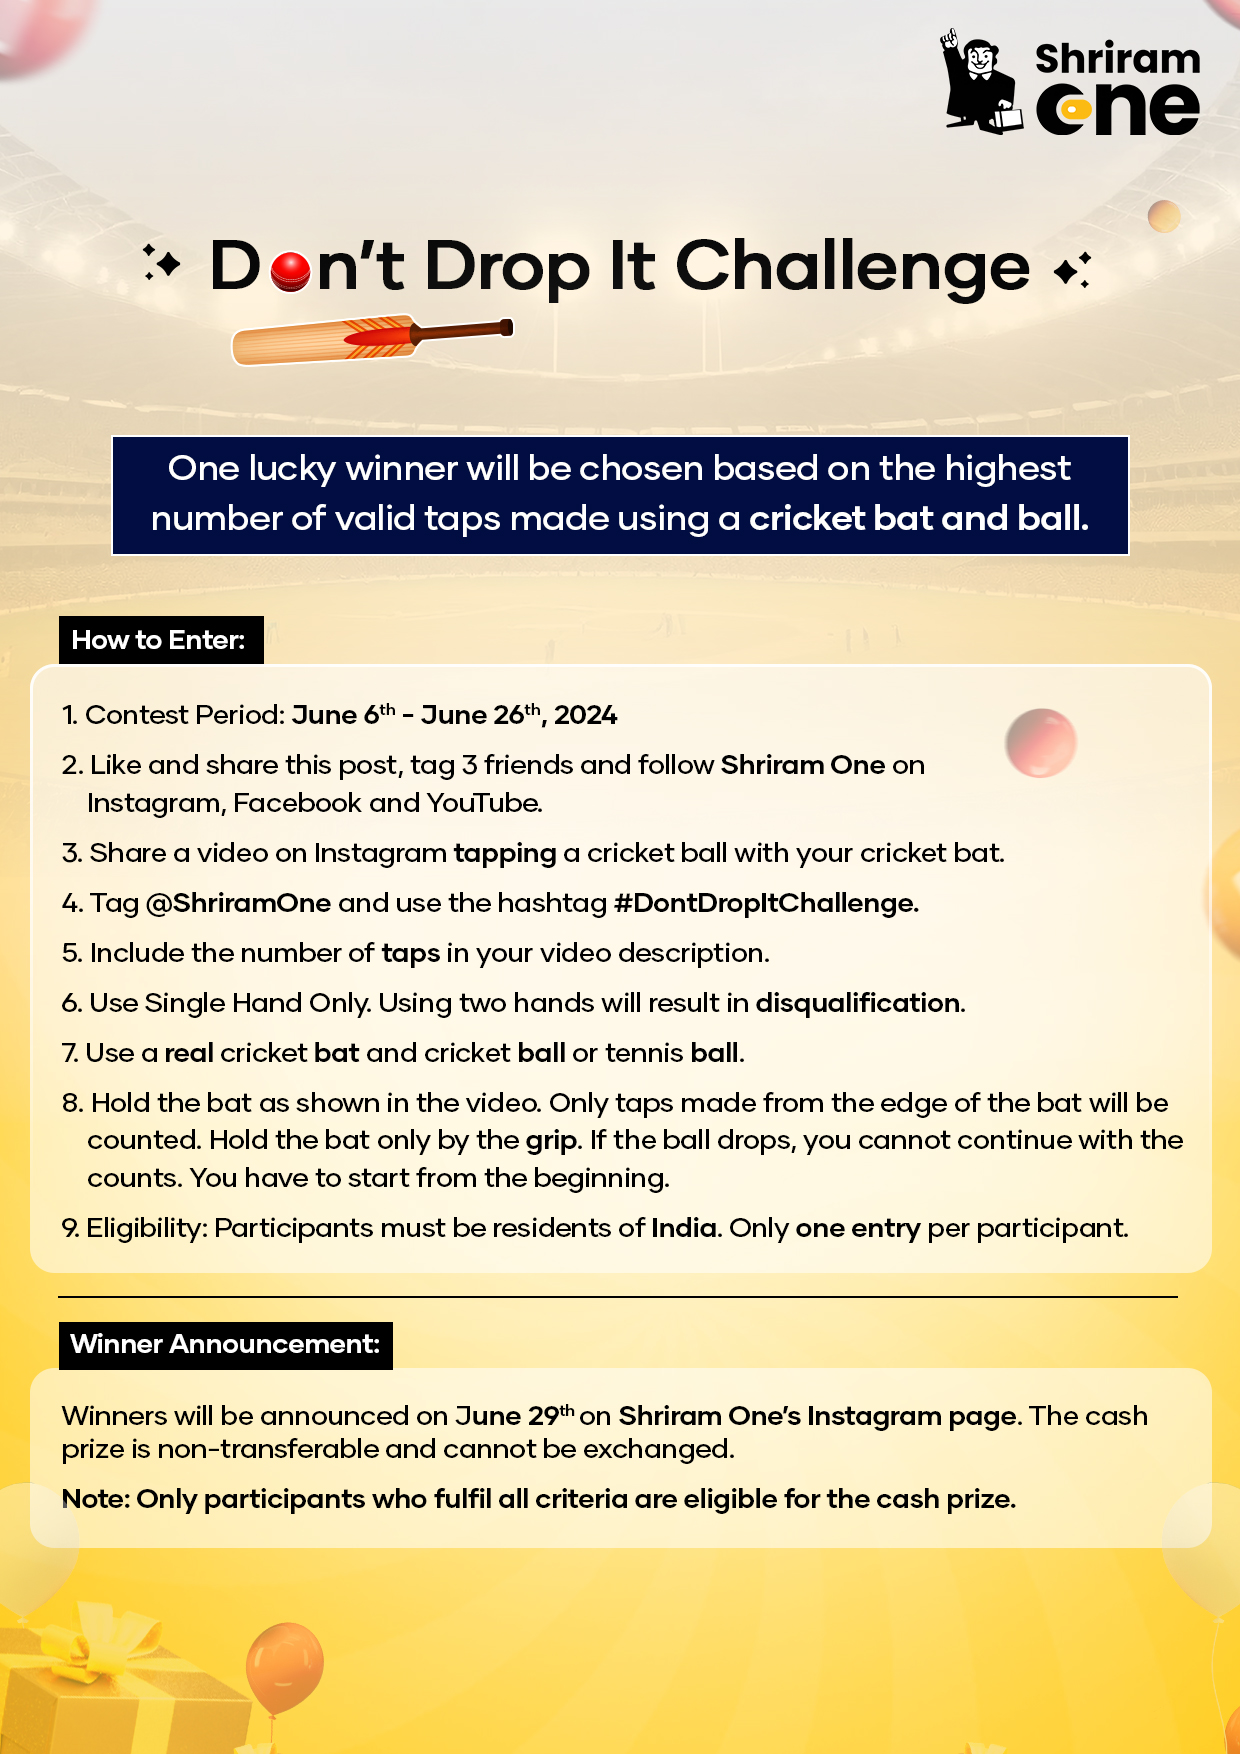 Shriram
One
Don't Drop It Challenge
One lucky winner will be chosen based on the highest
number of valid taps made using a cricket bat and ball.
How to Enter:
1. Contest Period: June 6th - June 26th, 2024
2. Like and share this post, tag 3 friends and follow Shriram One on
Instagram, Facebook and YouTube.
3. Share a video on Instagram tapping a cricket ball with your cricket bat.
4. Tag @ShriramOne and use the hashtag #DontDropItChallenge.
5. Include the number of taps in your video description.
6. Use Single Hand Only. Using two hands will result in disqualification.
7. Use a real cricket bat and cricket ball or tennis ball.
8. Hold the bat as shown in the video. Only taps made from the edge of the bat will be
counted. Hold the bat only by the grip. If the ball drops, you cannot continue with the
counts. You have to start from the beginning.
9. Eligibility: Participants must be residents of India. Only one entry per participant.
Winner Announcement:
Winners will be announced on June 29th on Shriram One's Instagram page. The cash
prize is non-transferable and cannot be exchanged.
Note: Only participants who fulfil all criteria are eligible for the cash prize.